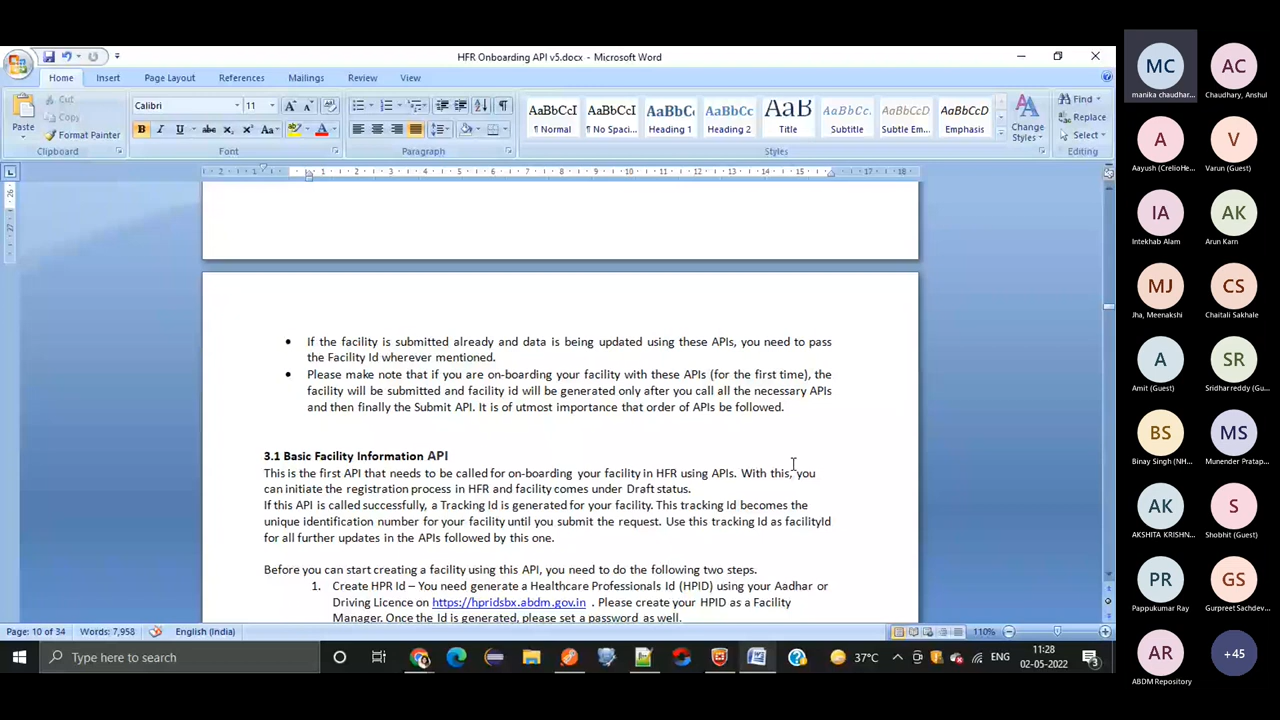 HFR Onboarding API v5.docx - Microsoft Word
Home Insert Page Layout References Mailings Review View
Paste
Cut
Copy
Format Painter
Clipboard
Calibri 11
Font
Paragraph
AaBbCcI AaBbCcI AaBbCc AaBbCc AaB AaBbCc. AaBbCcD AaBbCcD
¶ Normal ¶ No Spaci... Heading 1 Heading 2 Title Subtitle Subtle Em... Emphasis
Styles
Change Styles
Find
Replace
Select
Editing
If the facility is submitted already and data is being updated using these APIs, you need to pass
the Facility Id wherever mentioned.
Please make note that if you are on-boarding your facility with these APIs (for the first time), the
facility will be submitted and facility id will be generated only after you call all the necessary APIs
and then finally the Submit API. It is of utmost importance that order of APIs be followed.
3.1 Basic Facility Information API
This is the first API that needs to be called for on-boarding your facility in HFR using APIs. With this, you
can initiate the registration process in HFR and facility comes under Draft status.
If this API is called successfully, a Tracking Id is generated for your facility. This tracking Id becomes the
unique identification number for your facility until you submit the request. Use this tracking Id as facilityId
for all further updates in the APIs followed by this one.
Before you can start creating a facility using this API, you need to do the following two steps.
1. Create HPR Id – You need generate a Healthcare Professionals Id (HPID) using your Aadhar or
Driving Licence on https://hpridsbx.abdm.gov.in . Please create your HPID as a Facility
Manager. Once the Id is generated, please set a password as well.
Page: 10 of 34 Words: 7,958 English (India) 110%
Type here to search
37°C ENG 11:28
02-05-2022
3
MC AC
manika chaudhar... Chaudhary, Anshul
A V
Aayush (CrelioHe... Varun (Guest)
IA AK
Intekhab Alam Arun Karn
MJ CS
Jha, Meenakshi Chaitali Sakhale
A SR
Amit (Guest) Sridhar reddy (Gu...
BS MS
Binay Singh (NH... Munender Pratap...
AK S
AKSHITA KRISHN... Shobhit (Guest)
PR GS
Pappukumar Ray Gurpreet Sachdev...
AR +45
ABDM Repository